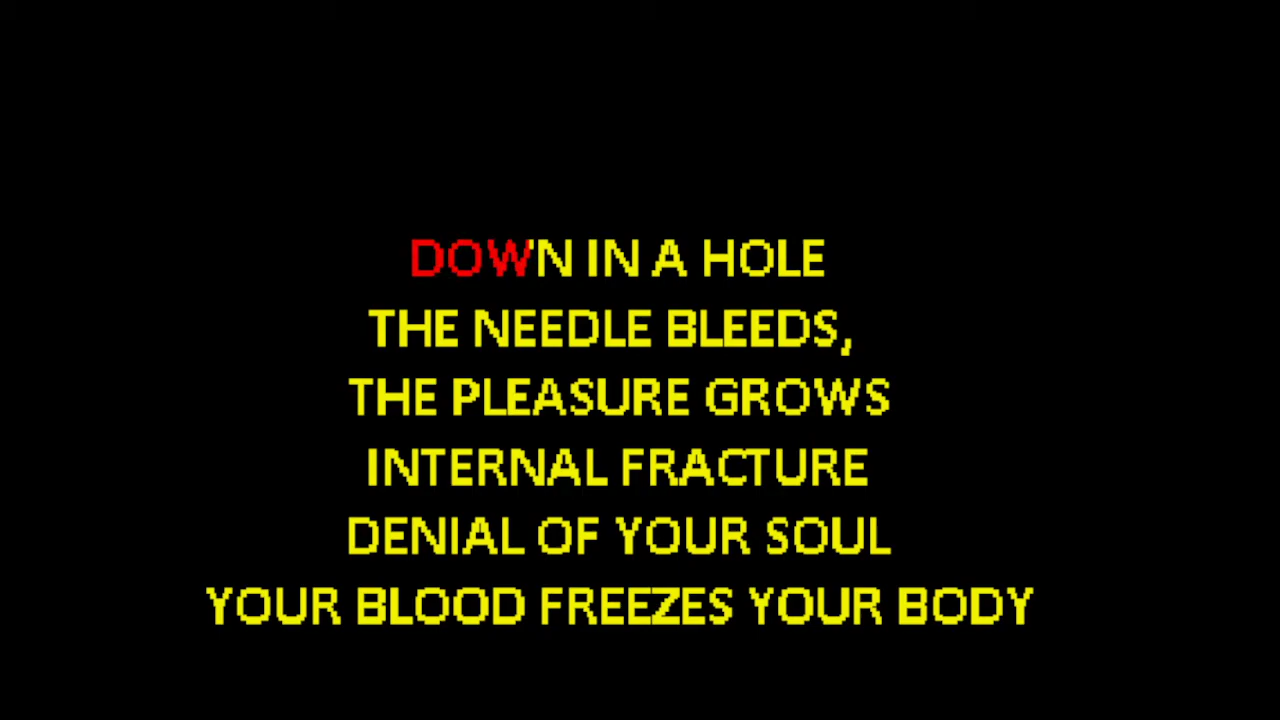 DOWN IN A HOLE
THE NEEDLE BLEEDS,
THE PLEASURE GROWS
INTERNAL FRACTURE
DENIAL OF YOUR SOUL
YOUR BLOOD FREEZES YOUR BODY